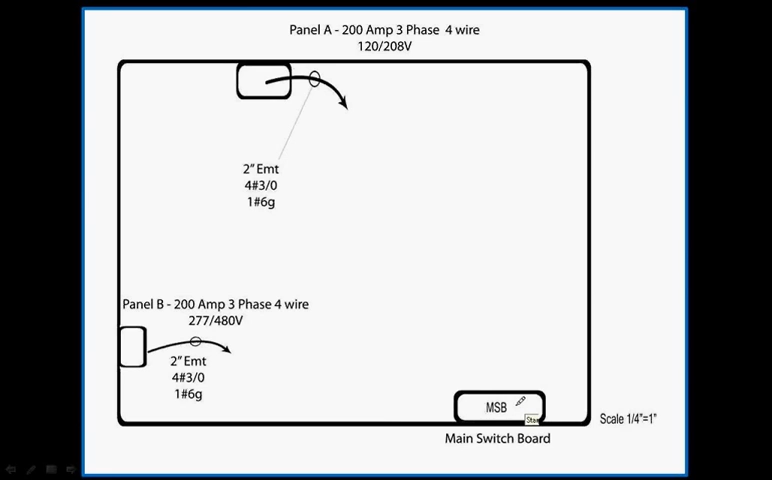 Panel A - 200 Amp 3 Phase 4 wire
120/208V
2" Emt
4#3/0
1#6g
Panel B - 200 Amp 3 Phase 4 wire
277/480V
2" Emt
4#3/0
1#6g
MSB
Main Switch Board
Scale 1/4"=1"